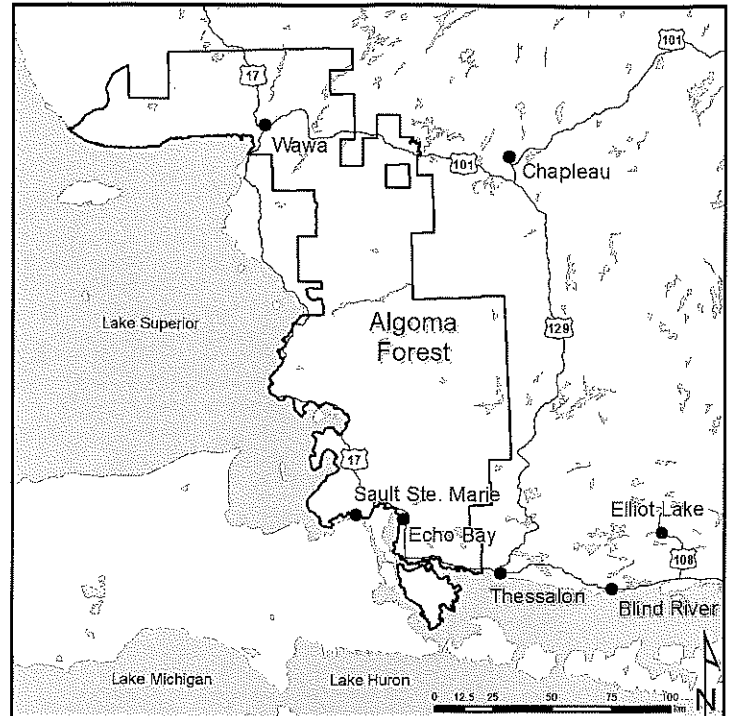 101
17
Wawa
101
Chapleau
Lake Superior
Algoma
Forest
129
17
Sault Ste. Marie
Echo Bay
Elliot Lake
108
Thessalon
Blind River
Lake Michigan
Lake Huron
N
0 12.5 25 50 75 100
km